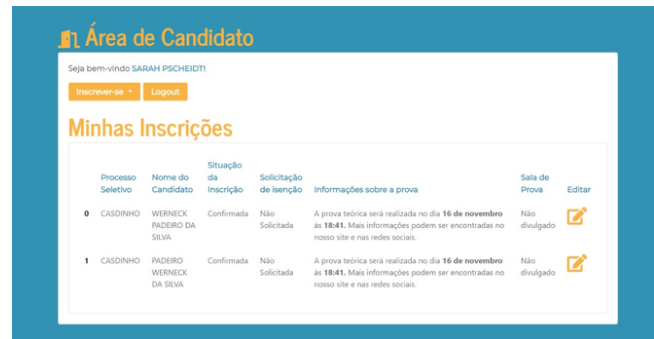 Área de Candidato
Seja bem-vindo SARAH PSCHEIDT!
Inscrever-se Logout
Minhas Inscrições
Processo Seletivo Nome do Candidato Situação da Inscrição Solicitação de isenção Informações sobre a prova Sala de Prova Editar
0 CASDINHO WERNECK PADEIRO DA SILVA Confirmada Não Solicitada A prova teórica será realizada no dia 16 de novembro às 18:41. Mais informações podem ser encontradas no nosso site e nas redes sociais. Não divulgado
1 CASDINHO PADEIRO WERNECK DA SILVA Confirmada Não Solicitada A prova teórica será realizada no dia 16 de novembro às 18:41. Mais informações podem ser encontradas no nosso site e nas redes sociais. Não divulgado